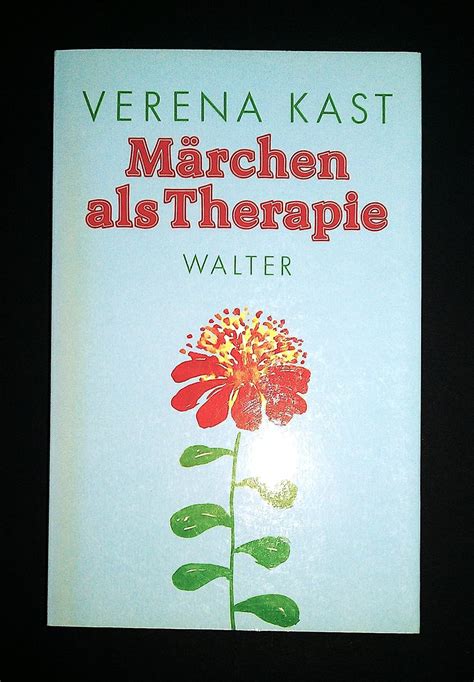 VERENA KAST
Märchen
als Therapie
WALTER